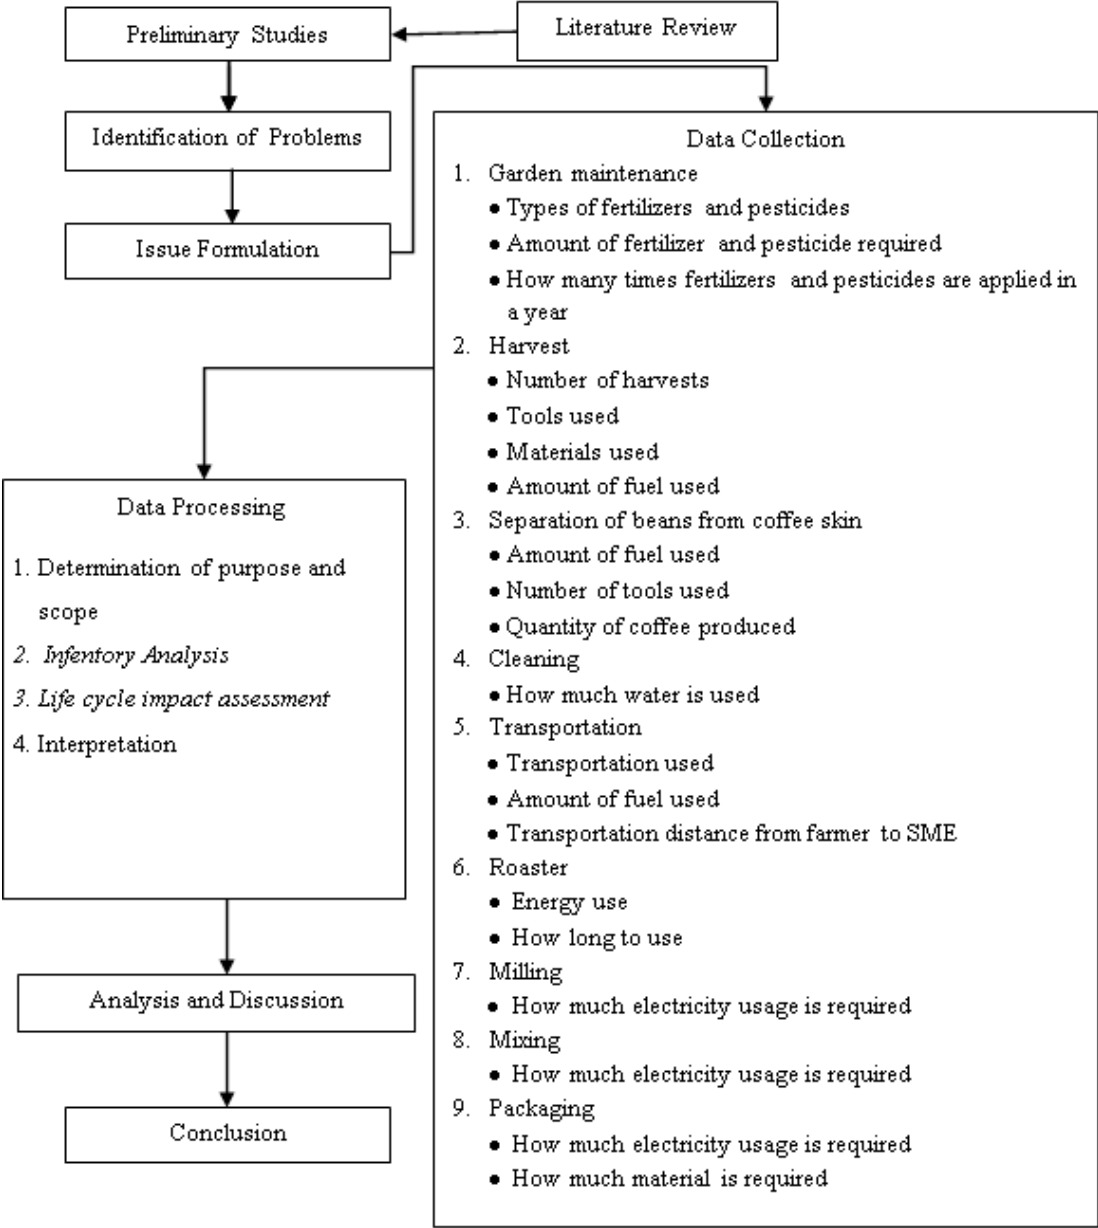 Preliminary Studies
Literature Review
Identification of Problems
Issue Formulation
Data Collection
1. Garden maintenance
● Types of fertilizers and pesticides
● Amount of fertilizer and pesticide required
● How many times fertilizers and pesticides are applied in
a year
2. Harvest
● Number of harvests
● Tools used
● Materials used
● Amount of fuel used
3. Separation of beans from coffee skin
● Amount of fuel used
● Number of tools used
● Quantity of coffee produced
4. Cleaning
● How much water is used
5. Transportation
● Transportation used
● Amount of fuel used
● Transportation distance from farmer to SME
6. Roaster
● Energy use
● How long to use
7. Milling
● How much electricity usage is required
8. Mixing
● How much electricity usage is required
9. Packaging
● How much electricity usage is required
● How much material is required
Data Processing
1. Determination of purpose and
scope
2. Infentory Analysis
3. Life cycle impact assessment
4. Interpretation
Analysis and Discussion
Conclusion